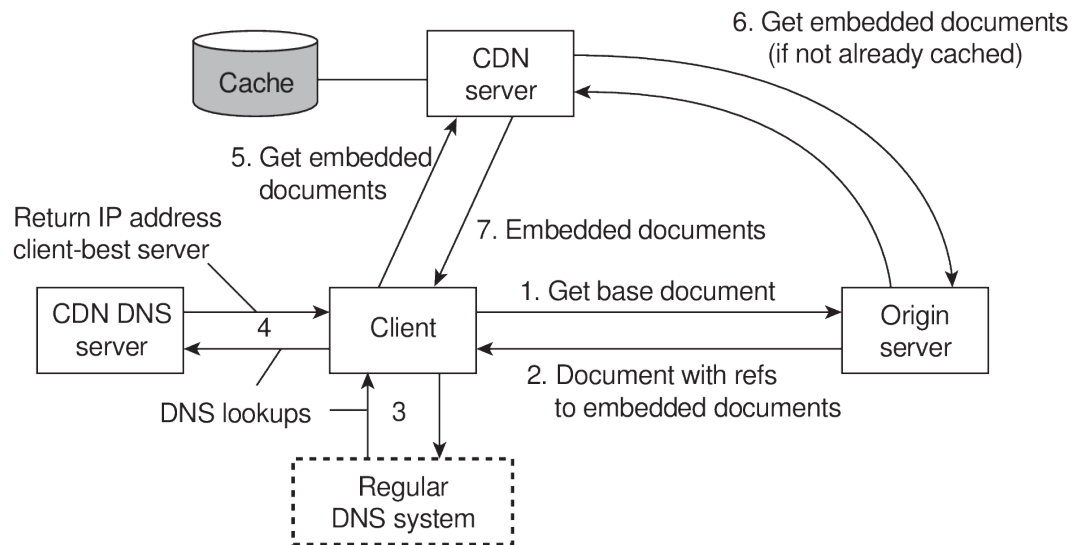 6. Get embedded documents
(if not already cached)
CDN
server
Cache
5. Get embedded
documents
Return IP address
client-best server
7. Embedded documents
1. Get base document
CDN DNS
server
4
Client
Origin
server
2. Document with refs
to embedded documents
DNS lookups
3
Regular
DNS system